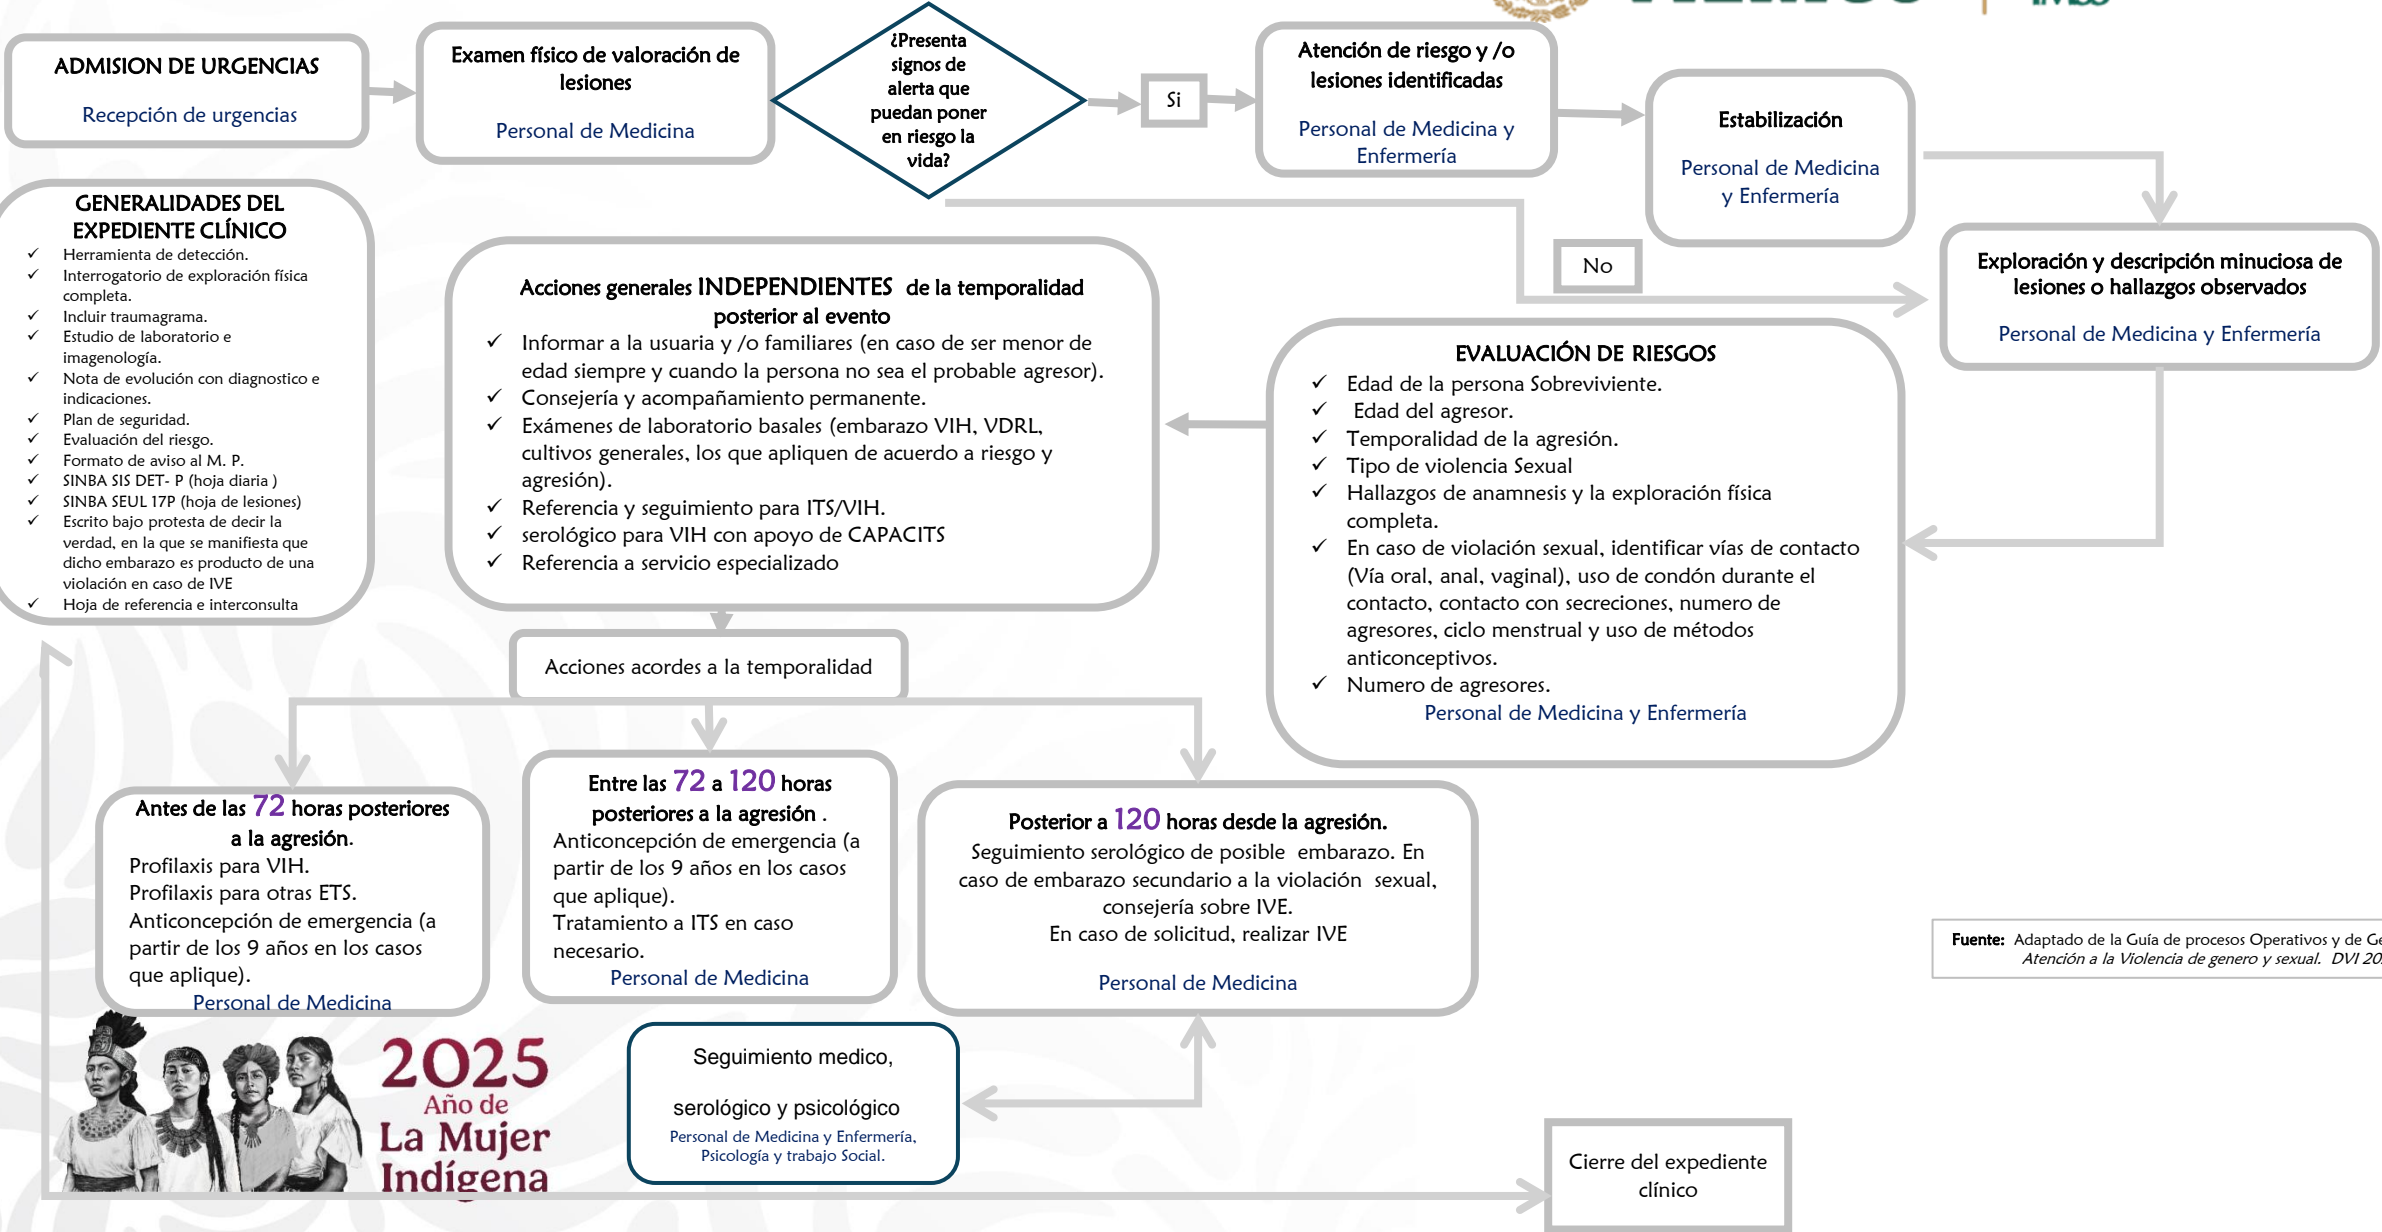 ADMISION DE URGENCIAS
Recepción de urgencias
Examen físico de valoración de
lesiones
Personal de Medicina
¿Presenta
signos de
alerta que
puedan poner
en riesgo la
vida?
Si
Atención de riesgo y /o
lesiones identificadas
Personal de Medicina y
Enfermería
Estabilización
Personal de Medicina
y Enfermería
No
Exploración y descripción minuciosa de
lesiones o hallazgos observados
Personal de Medicina y Enfermería
GENERALIDADES DEL
EXPEDIENTE CLÍNICO
✓ Herramienta de detección.
✓ Interrogatorio de exploración física
completa.
✓ Incluir traumagrama.
✓ Estudio de laboratorio e
imagenología.
✓ Nota de evolución con diagnostico e
indicaciones.
✓ Plan de seguridad.
✓ Evaluación del riesgo.
✓ Formato de aviso al M. P.
✓ SINBA SIS DET- P (hoja diaria )
✓ SINBA SEUL 17P (hoja de lesiones)
✓ Escrito bajo protesta de decir la
verdad, en la que se manifiesta que
dicho embarazo es producto de una
violación en caso de IVE
✓ Hoja de referencia e interconsulta
Acciones generales INDEPENDIENTES de la temporalidad
posterior al evento
✓ Informar a la usuaria y /o familiares (en caso de ser menor de
edad siempre y cuando la persona no sea el probable agresor).
✓ Consejería y acompañamiento permanente.
✓ Exámenes de laboratorio basales (embarazo VIH, VDRL,
cultivos generales, los que apliquen de acuerdo a riesgo y
agresión).
✓ Referencia y seguimiento para ITS/VIH.
✓ serológico para VIH con apoyo de CAPACITS
✓ Referencia a servicio especializado
EVALUACIÓN DE RIESGOS
✓ Edad de la persona Sobreviviente.
✓ Edad del agresor.
✓ Temporalidad de la agresión.
✓ Tipo de violencia Sexual
✓ Hallazgos de anamnesis y la exploración física
completa.
✓ En caso de violación sexual, identificar vías de contacto
(Vía oral, anal, vaginal), uso de condón durante el
contacto, contacto con secreciones, numero de
agresores, ciclo menstrual y uso de métodos
anticonceptivos.
✓ Numero de agresores.
Personal de Medicina y Enfermería
Acciones acordes a la temporalidad
Antes de las 72 horas posteriores
a la agresión.
Profilaxis para VIH.
Profilaxis para otras ETS.
Anticoncepción de emergencia (a
partir de los 9 años en los casos
que aplique).
Personal de Medicina
Entre las 72 a 120 horas
posteriores a la agresión .
Anticoncepción de emergencia (a
partir de los 9 años en los casos
que aplique).
Tratamiento a ITS en caso
necesario.
Personal de Medicina
Posterior a 120 horas desde la agresión.
Seguimiento serológico de posible embarazo. En
caso de embarazo secundario a la violación sexual,
consejería sobre IVE.
En caso de solicitud, realizar IVE
Personal de Medicina
Fuente: Adaptado de la Guía de procesos Operativos y de
Atención a la Violencia de genero y sexual. DVI
2025
Año de
La Mujer
Indígena
Seguimiento medico,
serológico y psicológico
Personal de Medicina y Enfermería,
Psicología y trabajo Social.
Cierre del expediente
clínico